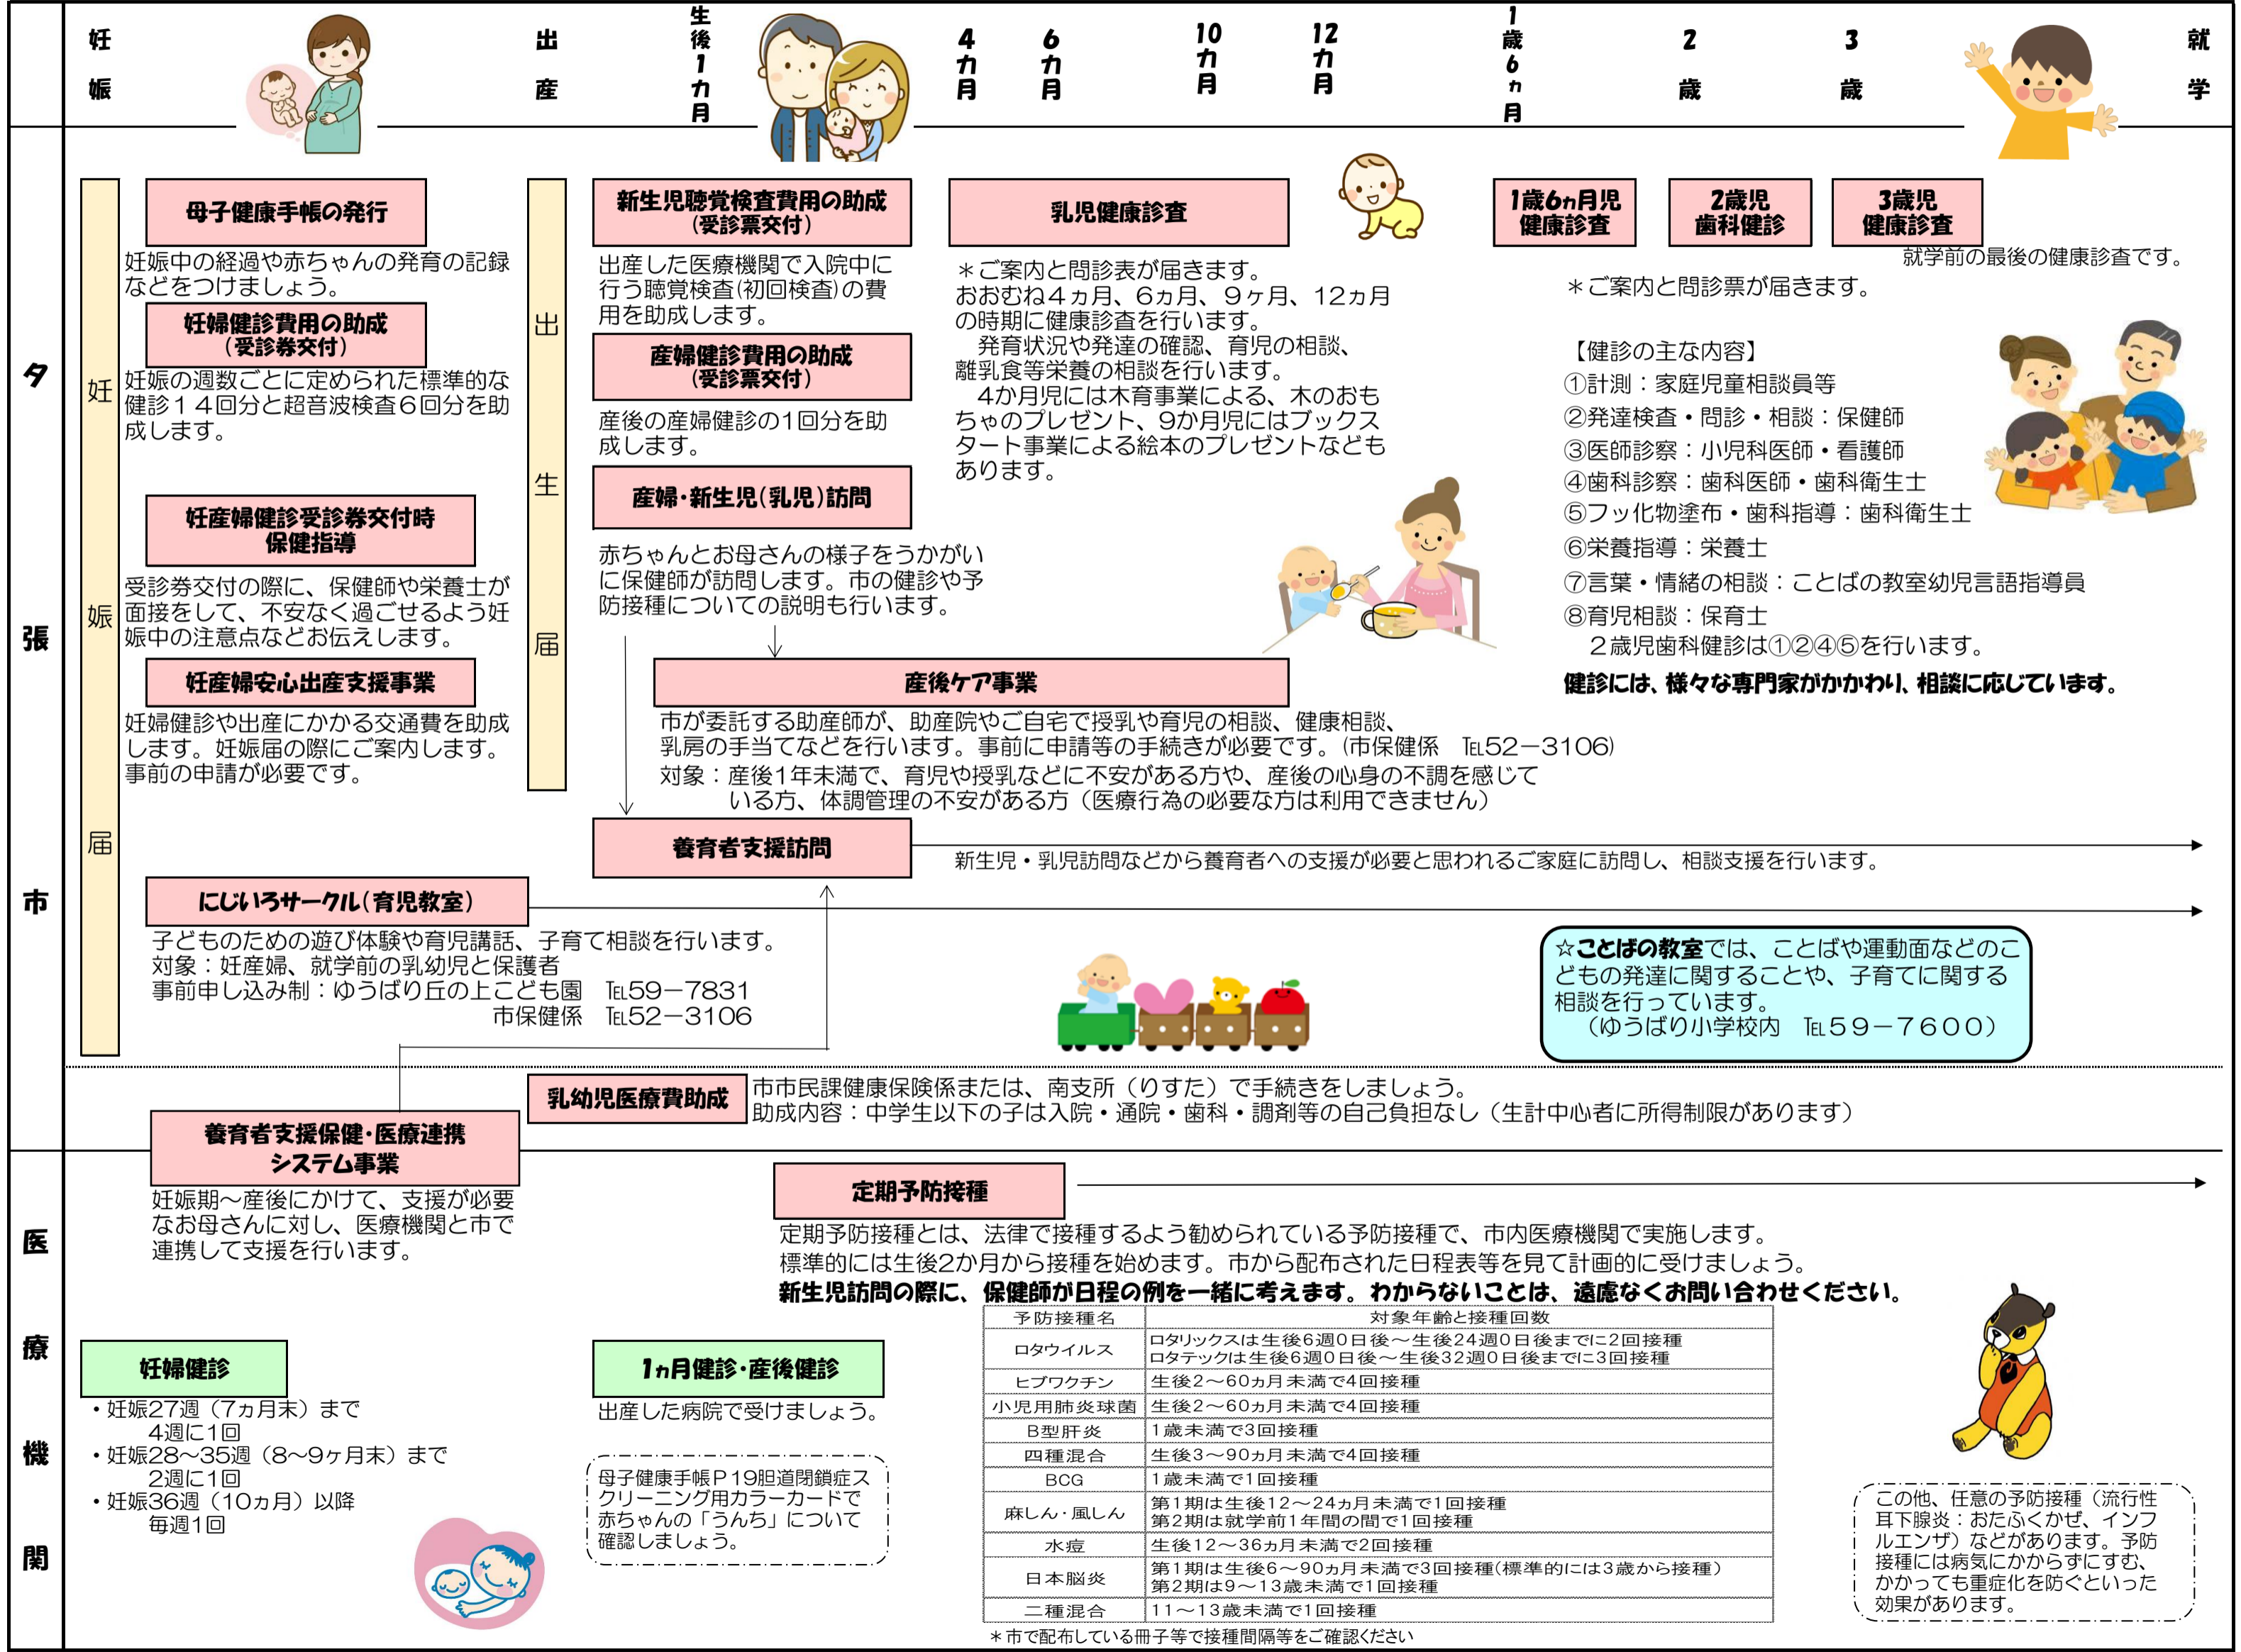 妊娠
出産
生後1カ月
4カ月
6カ月
10カ月
12カ月
1歳6ヵ月
2歳
3歳
就学
夕張市
妊娠届
母子健康手帳の発行
妊娠中の経過や赤ちゃんの発育の記録
などをつけましょう。
妊婦健診費用の助成
(受診券交付)
妊娠の週数ごとに定められた標準的な
健診１４回分と超音波検査６回分を助
成します。
妊産婦健診受診券交付時
保健指導
受診券交付の際に、保健師や栄養士が
面接をして、不安なく過ごせるよう妊
娠中の注意点などお伝えします。
妊産婦安心出産支援事業
妊婦健診や出産にかかる交通費を助成
します。妊娠届の際にご案内します。
事前の申請が必要です。
出生届
新生児聴覚検査費用の助成
(受診票交付)
出産した医療機関で入院中に
行う聴覚検査(初回検査)の費
用を助成します。
産婦健診費用の助成
(受診票交付)
産後の産婦健診の1回分を助
成します。
産婦・新生児(乳児)訪問
赤ちゃんとお母さんの様子をうかがい
に保健師が訪問します。市の健診や予
防接種についての説明も行います。
乳児健康診査
＊ご案内と問診表が届きます。
おおむね４ヵ月、６ヵ月、９ヶ月、12ヵ月
の時期に健康診査を行います。
発育状況や発達の確認、育児の相談、
離乳食等栄養の相談を行います。
４か月児には木育事業による、木のおも
ちゃのプレゼント、9か月児にはブックス
タート事業による絵本のプレゼントなども
あります。
1歳6ヵ月児
健康診査
2歳児
歯科健診
3歳児
健康診査
就学前の最後の健康診査です。
＊ご案内と問診票が届きます。
【健診の主な内容】
①計測：家庭児童相談員等
②発達検査・問診・相談：保健師
③医師診察：小児科医師・看護師
④歯科診察：歯科医師・歯科衛生士
⑤フッ化物塗布・歯科指導：歯科衛生士
⑥栄養指導：栄養士
⑦言葉・情緒の相談：ことばの教室幼児言語指導員
⑧育児相談：保育士
２歳児歯科健診は①②④⑤を行います。
健診には、様々な専門家がかかわり、相談に応じています。
産後ケア事業
市が委託する助産師が、助産院やご自宅で授乳や育児の相談、健康相談、
乳房の手当てなどを行います。事前に申請等の手続きが必要です。(市保健係　℡52－3106)
対象：産後1年未満で、育児や授乳などに不安がある方や、産後の心身の不調を感じて
いる方、体調管理の不安がある方（医療行為の必要な方は利用できません）
養育者支援訪問
新生児・乳児訪問などから養育者への支援が必要と思われるご家庭に訪問し、相談支援を行います。
にじいろサークル(育児教室)
子どものための遊び体験や育児講話、子育て相談を行います。
対象：妊産婦、就学前の乳幼児と保護者
事前申し込み制：ゆうばり丘の上こども園　℡59－7831
市保健係　℡52－3106
☆ことばの教室では、ことばや運動面などのこ
どもの発達に関することや、子育てに関する
相談を行っています。
（ゆうばり小学校内　℡５９－７６００）
乳幼児医療費助成
市市民課健康保険係または、南支所（りすた）で手続きをしましょう。
助成内容：中学生以下の子は入院・通院・歯科・調剤等の自己負担なし（生計中心者に所得制限があります）
養育者支援保健・医療連携
システム事業
妊娠期～産後にかけて、支援が必要
なお母さんに対し、医療機関と市で
連携して支援を行います。
医療機関
定期予防接種
定期予防接種とは、法律で接種するよう勧められている予防接種で、市内医療機関で実施します。
標準的には生後2か月から接種を始めます。市から配布された日程表等を見て計画的に受けましょう。
新生児訪問の際に、保健師が日程の例を一緒に考えます。わからないことは、遠慮なくお問い合わせください。
妊婦健診
・妊娠27週（7ヵ月末）まで
4週に1回
・妊娠28～35週（8～9ヶ月末）まで
2週に1回
・妊娠36週（10ヵ月）以降
毎週1回
1ヵ月健診・産後健診
出産した病院で受けましょう。
母子健康手帳Ｐ19胆道閉鎖症ス
クリーニング用カラーカードで
赤ちゃんの「うんち」について
確認しましょう。
予防接種名　対象年齢と接種回数
ロタウイルス　ロタリックスは生後6週0日後～生後24週0日後までに2回接種
ロタテックは生後6週0日後～生後32週0日後までに3回接種
ヒブワクチン　生後2～60ヵ月未満で4回接種
小児用肺炎球菌　生後2～60ヵ月未満で4回接種
B型肝炎　1歳未満で3回接種
四種混合　生後3～90ヵ月未満で4回接種
BCG　1歳未満で1回接種
麻しん・風しん　第1期は生後12～24ヵ月未満で1回接種
第2期は就学前1年間の間で1回接種
水痘　生後12～36ヵ月未満で2回接種
日本脳炎　第1期は生後6～90ヵ月未満で3回接種(標準的には3歳から接種)
第2期は9～13歳未満で1回接種
二種混合　11～13歳未満で1回接種
＊市で配布している冊子等で接種間隔等をご確認ください
この他、任意の予防接種（流行性
耳下腺炎：おたふくかぜ、インフ
ルエンザ）などがあります。予防
接種には病気にかからずにすむ、
かかっても重症化を防ぐといった
効果があります。